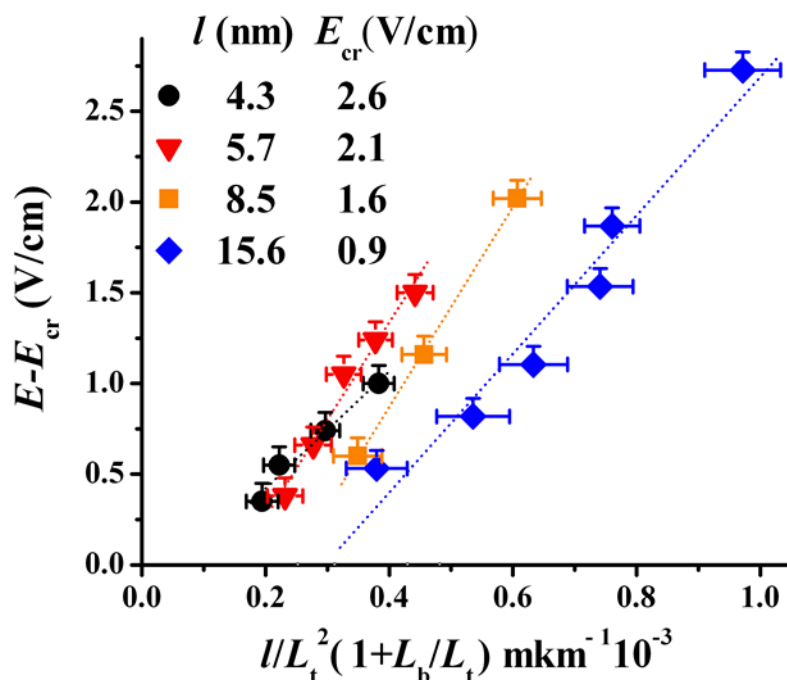 l (nm) E_cr(V/cm)
4.3 2.6
5.7 2.1
8.5 1.6
15.6 0.9
E-E_cr (V/cm)
2.5
2.0
1.5
1.0
0.5
0.0
0.0 0.2 0.4 0.6 0.8 1.0
l/L_t^2(1+L_b/L_t) mkm^-1 10^-3